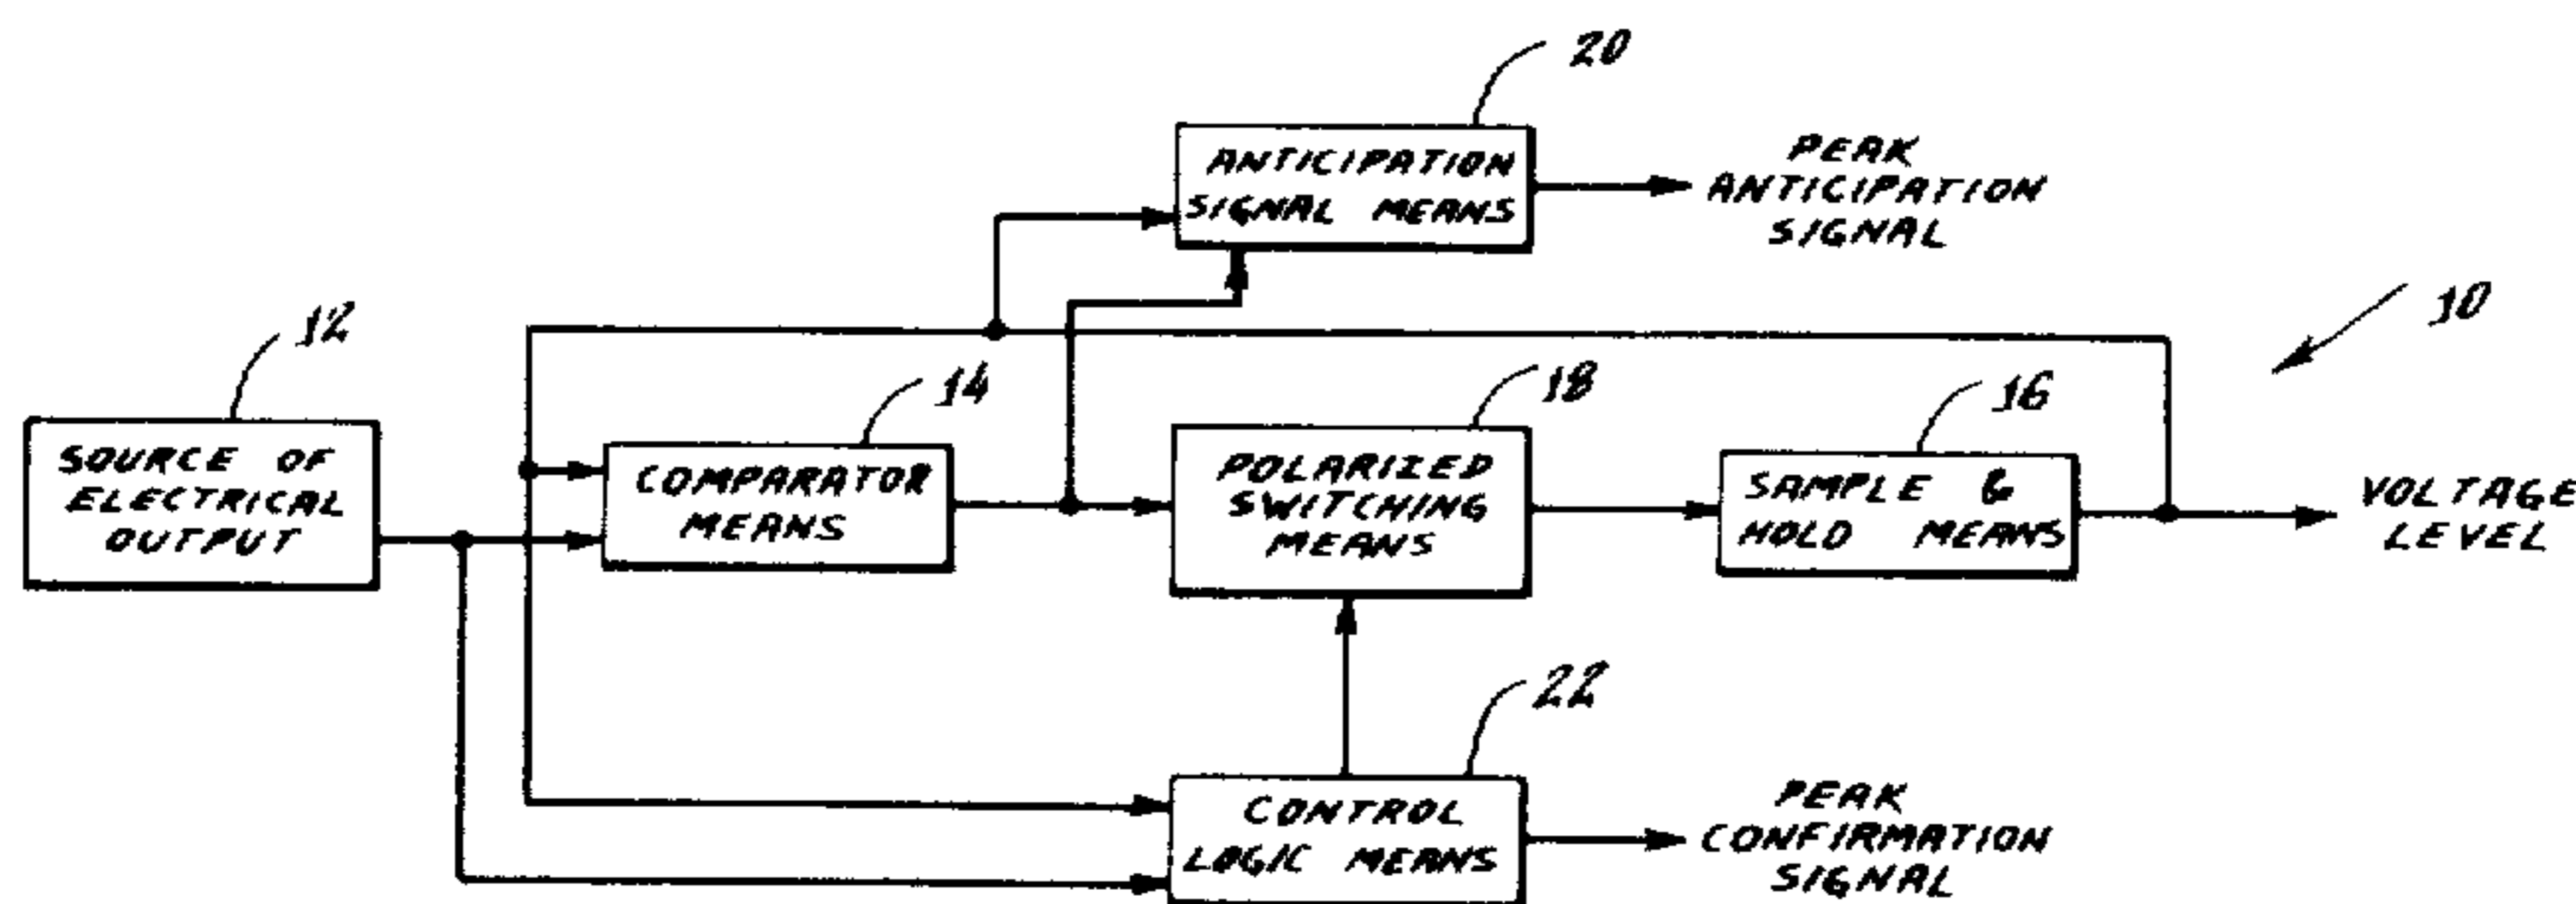 20
ANTICIPATION
SIGNAL MEANS
PEAK
ANTICIPATION
SIGNAL
10
12
SOURCE OF
ELECTRICAL
OUTPUT
14
COMPARATOR
MEANS
18
POLARIZED
SWITCHING
MEANS
16
SAMPLE &
HOLD MEANS
VOLTAGE
LEVEL
22
CONTROL
LOGIC MEANS
PEAK
CONFIRMATION
SIGNAL